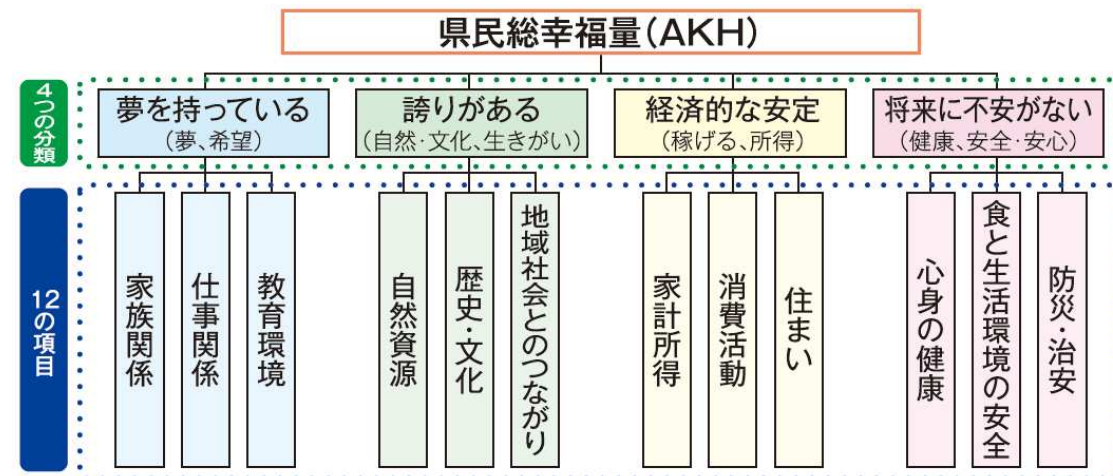 県民総幸福量(AKH)
4つの分類
夢を持っている
(夢、希望)
誇りがある
(自然・文化、生きがい)
経済的な安定
(稼げる、所得)
将来に不安がない
(健康、安全・安心)
12の項目
家族関係
仕事関係
教育環境
自然資源
歴史・文化
地域社会とのつながり
家計所得
消費活動
住まい
心身の健康
食と生活環境の安全
防災・治安